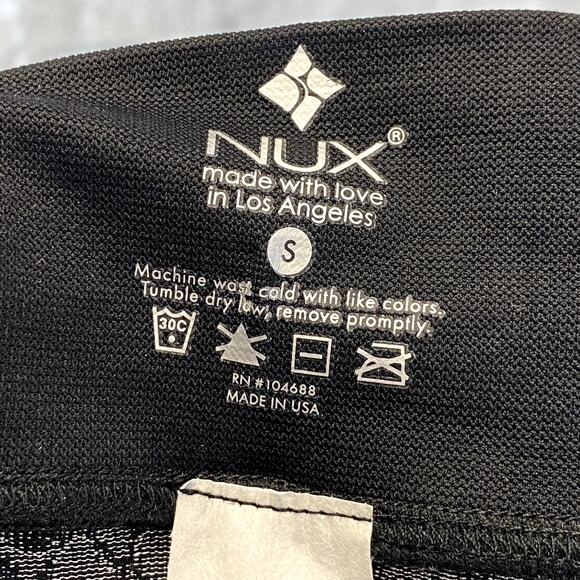 NUX®
made with love
in Los Angeles
S
Machine wash cold with like colors.
Tumble dry low, remove promptly.
30C
RN #104688
MADE IN USA